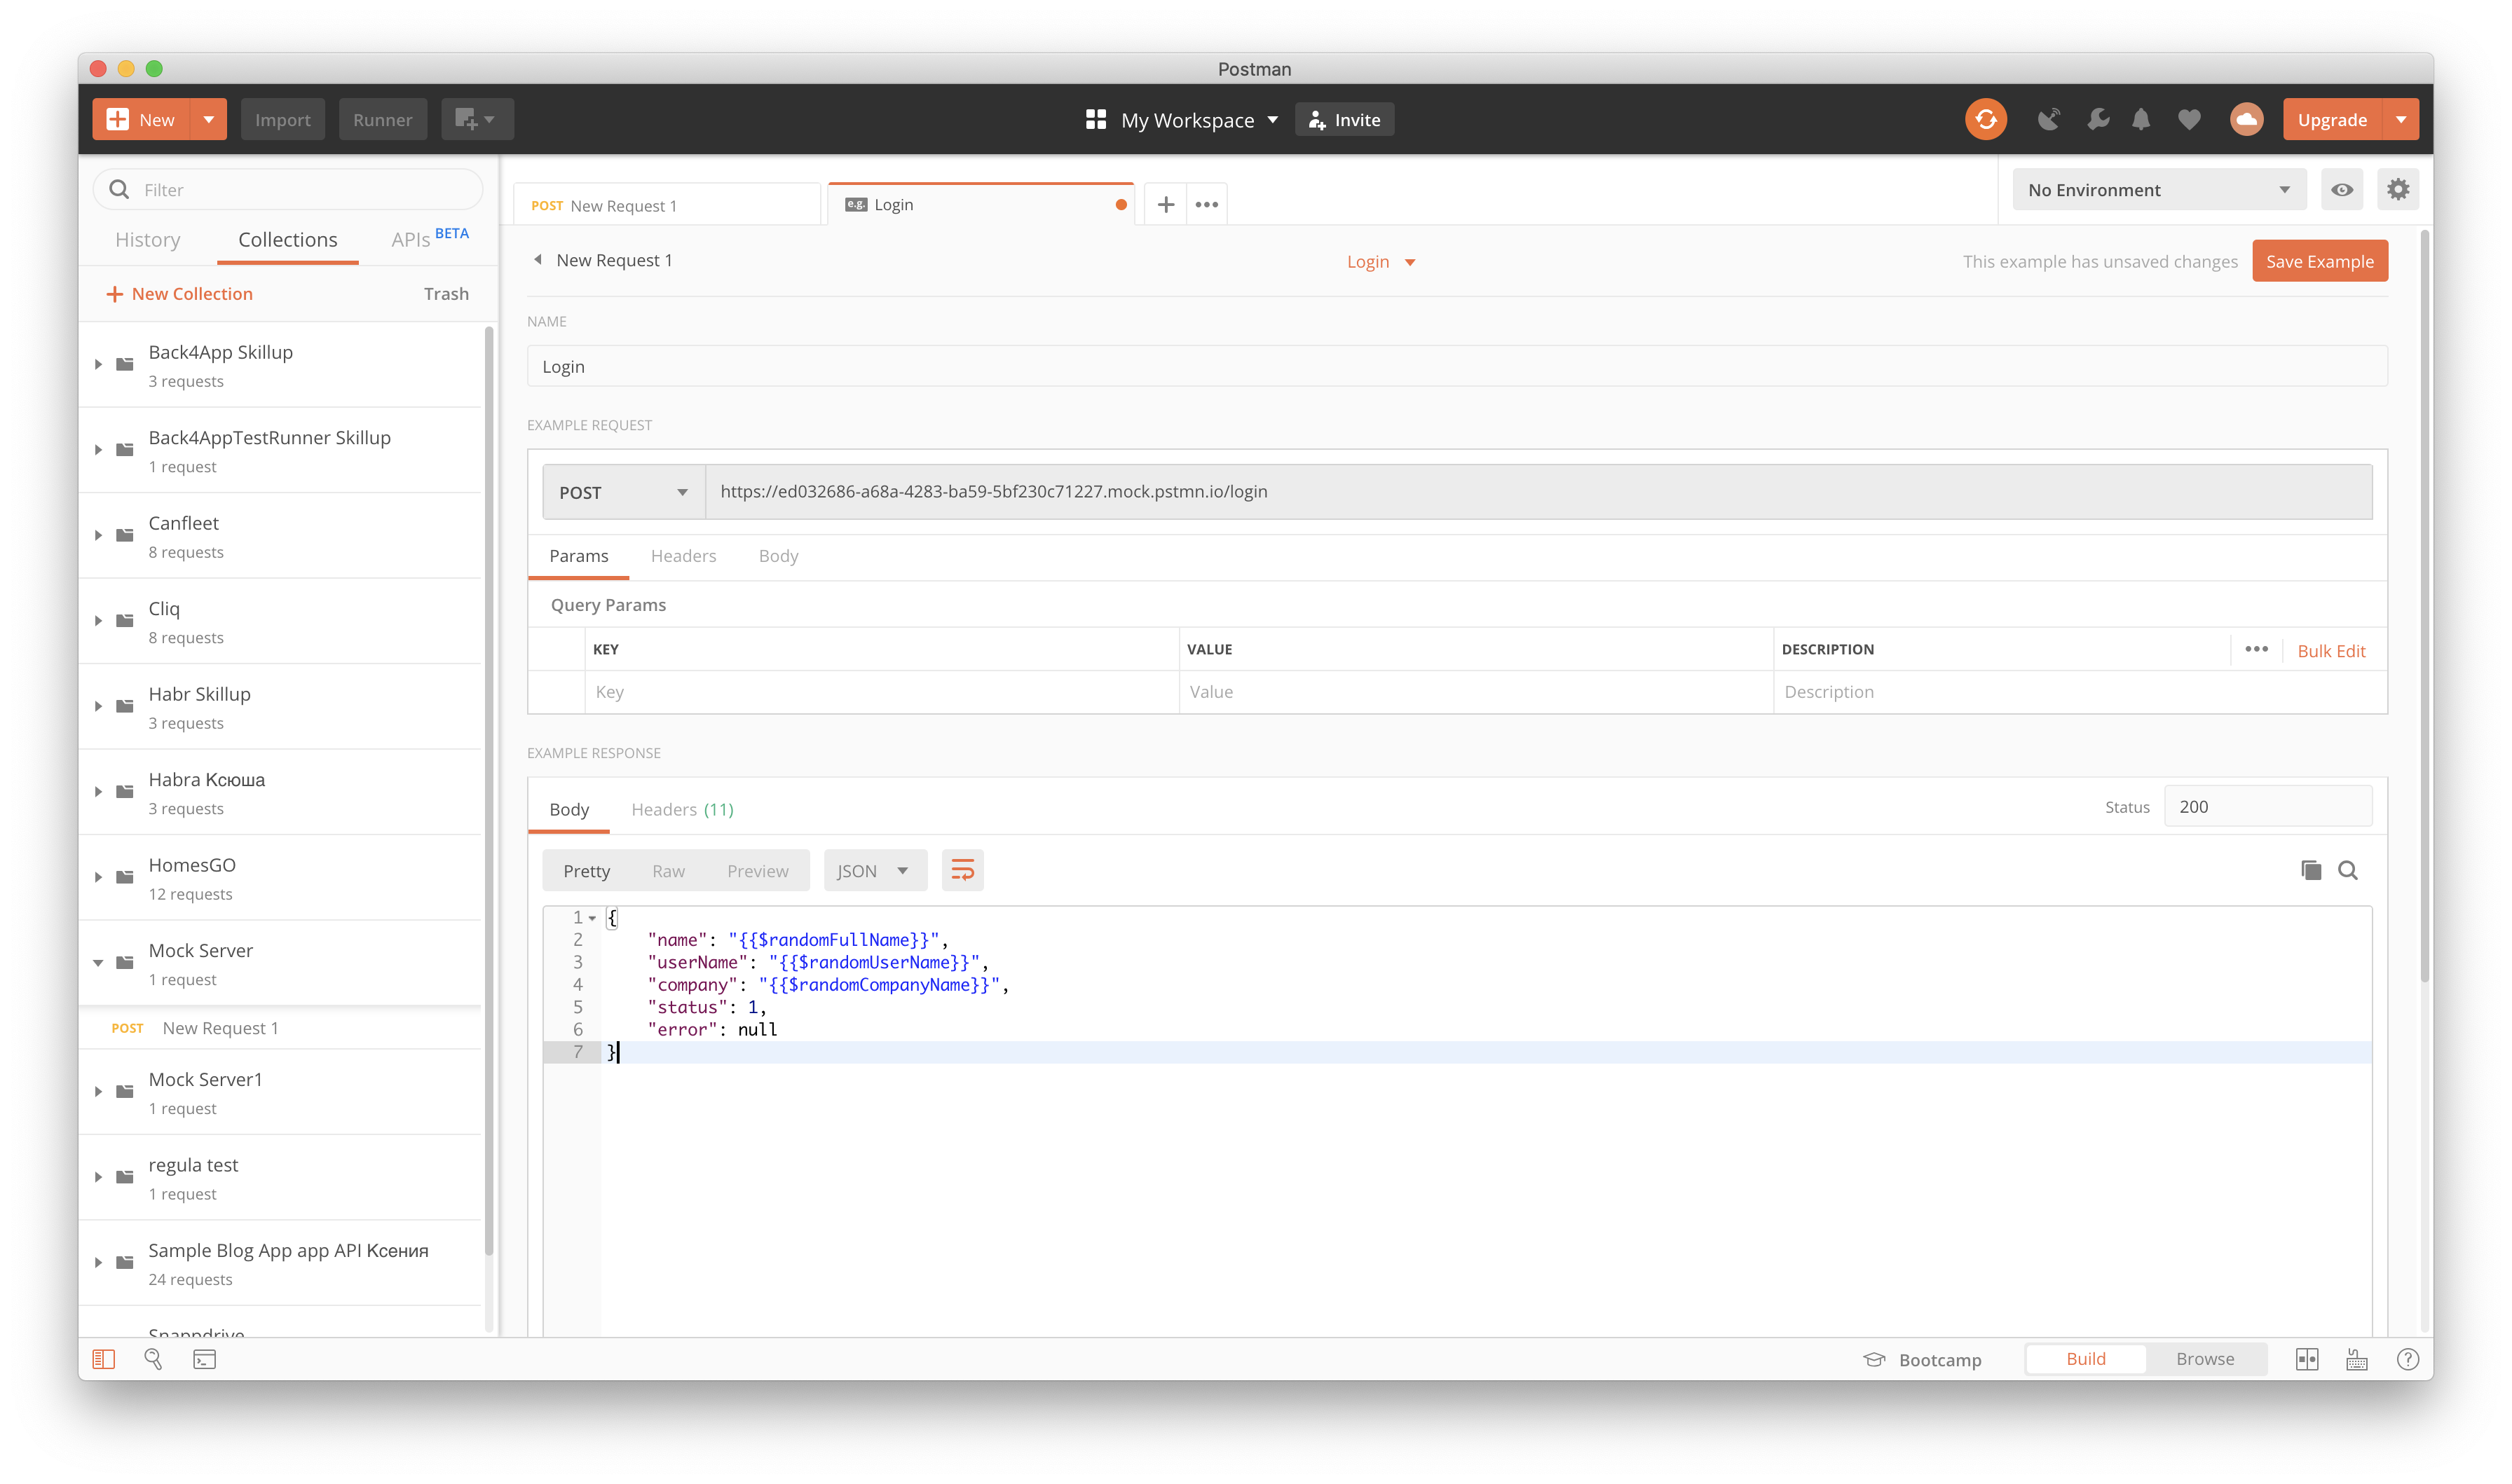 Postman
New Import Runner My Workspace Invite Upgrade
Filter
History Collections APIs BETA
+ New Collection Trash
Back4App Skillup
3 requests
Back4AppTestRunner Skillup
1 request
Canfleet
8 requests
Cliq
8 requests
Habr Skillup
3 requests
Habra Ксюша
3 requests
HomesGO
12 requests
Mock Server
1 request
POST New Request 1
Mock Server1
1 request
regula test
1 request
Sample Blog App app API Ксения
24 requests
POST New Request 1
e.g. Login
No Environment
New Request 1
Login
This example has unsaved changes Save Example
NAME
Login
EXAMPLE REQUEST
POST https://ed032686-a68a-4283-ba59-5bf230c71227.mock.pstmn.io/login
Params Headers Body
Query Params
KEY VALUE DESCRIPTION ••• Bulk Edit
Key Value Description
EXAMPLE RESPONSE
Body Headers (11) Status 200
Pretty Raw Preview JSON
1 {
2 "name": "{{$randomFullName}}",
3 "userName": "{{$randomUserName}}",
4 "company": "{{$randomCompanyName}}",
5 "status": 1,
6 "error": null
7 }
Bootcamp Build Browse ?